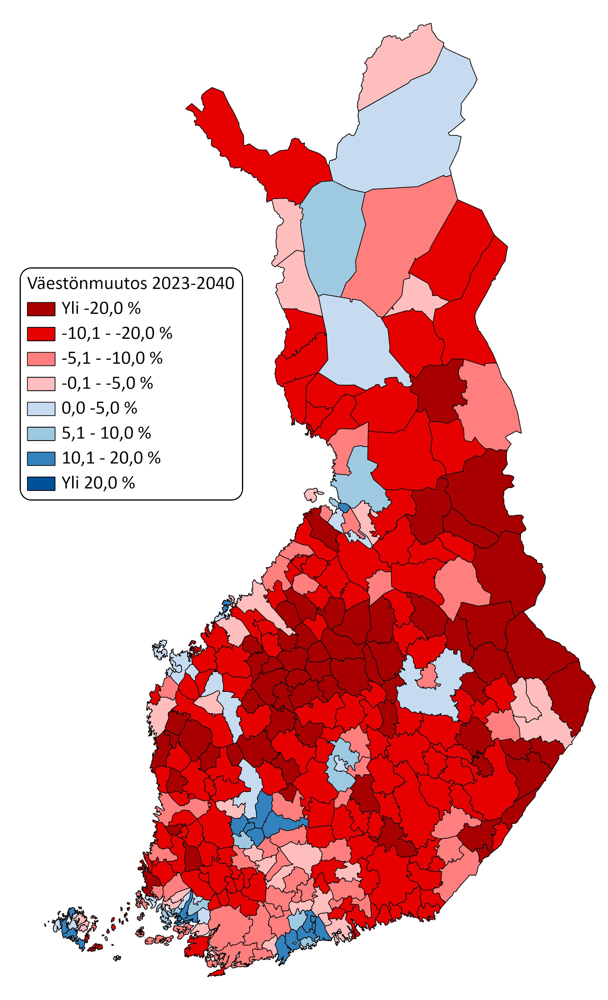 Väestönmuutos 2023-2040
Yli -20,0 %
-10,1 - -20,0 %
-5,1 - -10,0 %
-0,1 - -5,0 %
0,0 -5,0 %
5,1 - 10,0 %
10,1 - 20,0 %
Yli 20,0 %